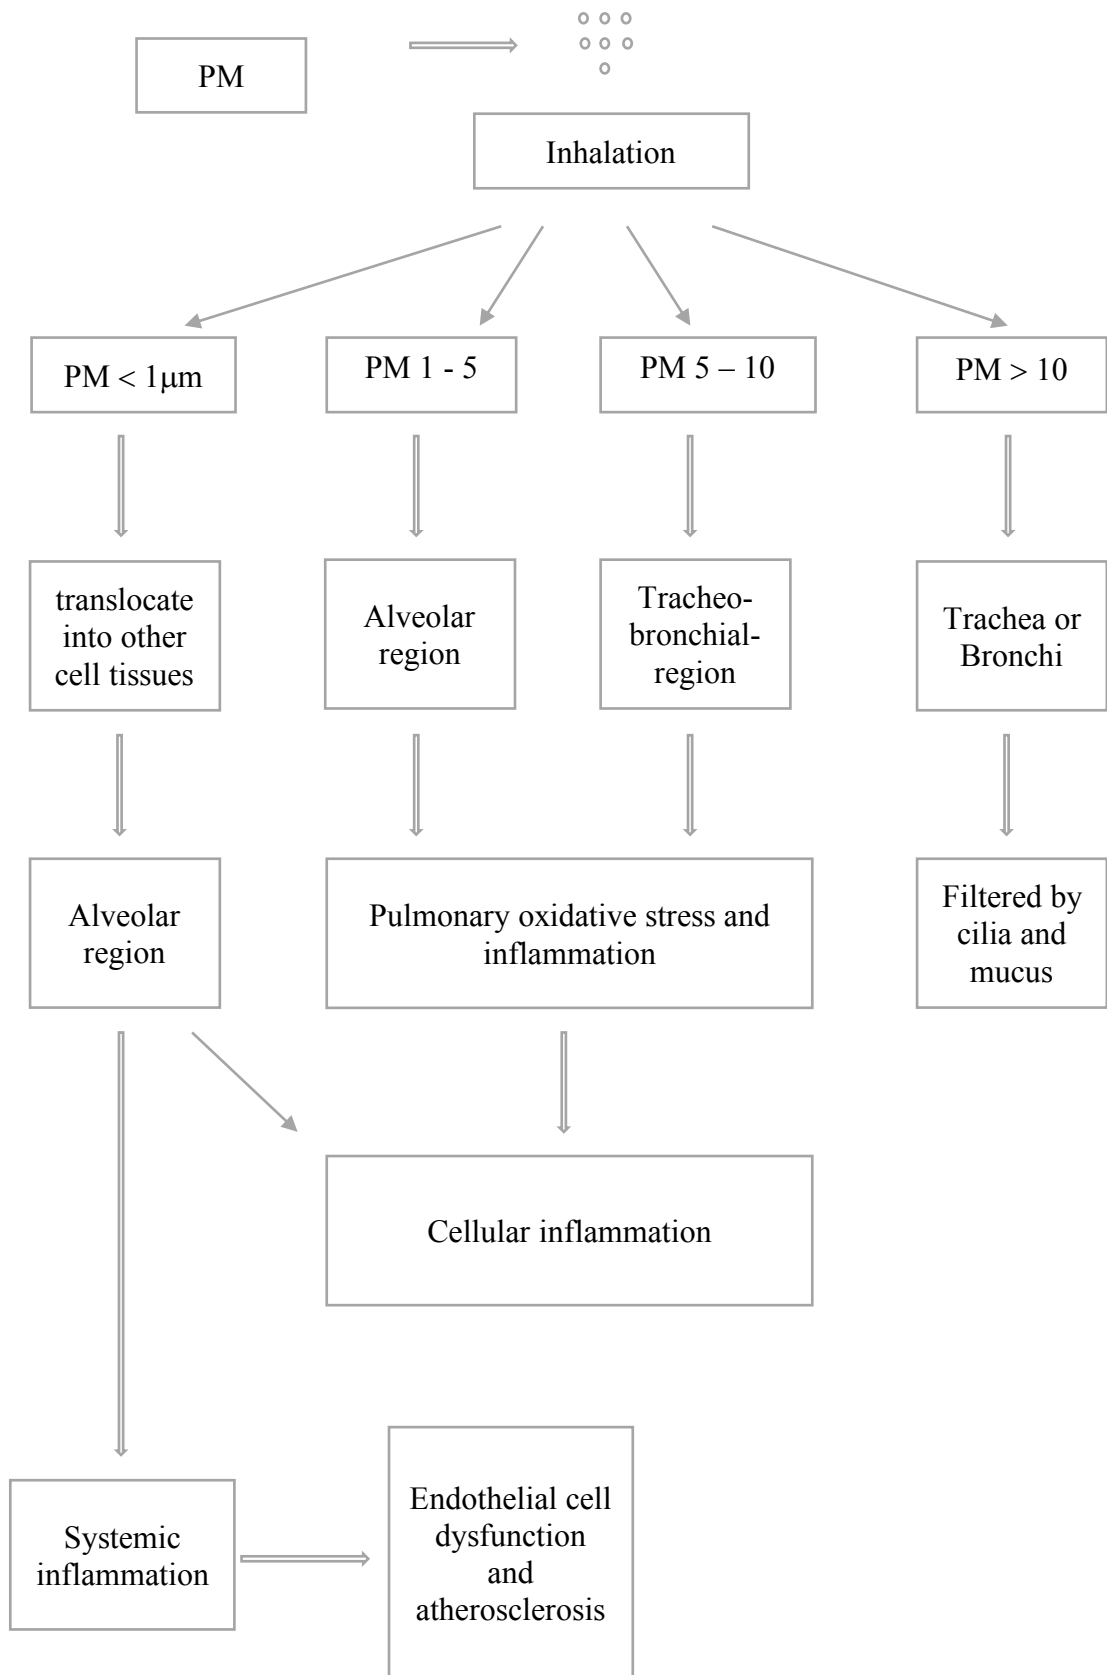 PM
Inhalation
PM < 1μm
PM 1 - 5
PM 5 – 10
PM > 10
translocate
into other
cell tissues
Alveolar
region
Tracheo-
bronchial-
region
Trachea or
Bronchi
Alveolar
region
Pulmonary oxidative stress and
inflammation
Filtered by
cilia and
mucus
Cellular inflammation
Systemic
inflammation
Endothelial cell
dysfunction
and
atherosclerosis